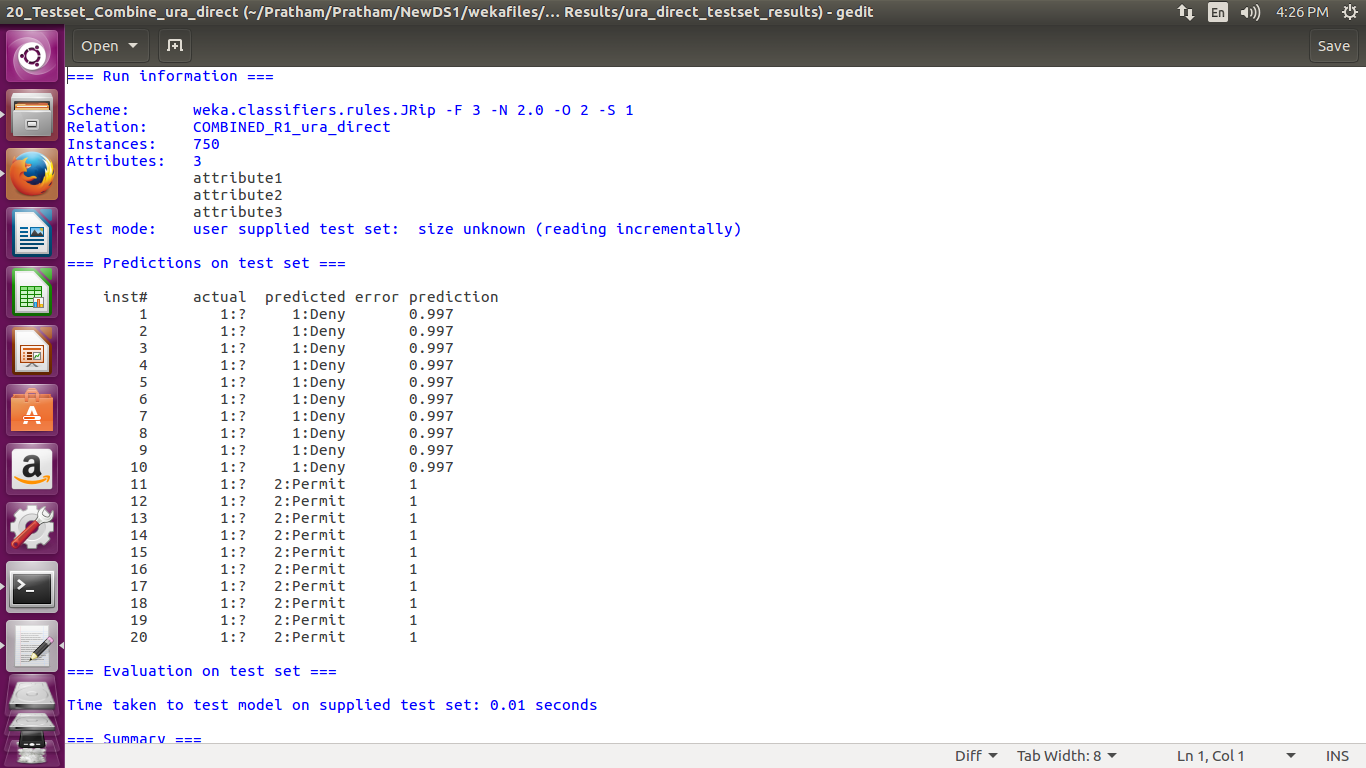 20_Testset_Combine_ura_direct (~/Pratham/Pratham/NewDS1/wekafiles/... Results/ura_direct_testset_results) - gedit
En
4:26 PM
Open
Save
=== Run information ===
Scheme: weka.classifiers.rules.JRip -F 3 -N 2.0 -O 2 -S 1
Relation: COMBINED_R1_ura_direct
Instances: 750
Attributes: 3
attribute1
attribute2
attribute3
Test mode: user supplied test set: size unknown (reading incrementally)
=== Predictions on test set ===
inst# actual predicted error prediction
1 1:? 1:Deny 0.997
2 1:? 1:Deny 0.997
3 1:? 1:Deny 0.997
4 1:? 1:Deny 0.997
5 1:? 1:Deny 0.997
6 1:? 1:Deny 0.997
7 1:? 1:Deny 0.997
8 1:? 1:Deny 0.997
9 1:? 1:Deny 0.997
10 1:? 1:Deny 0.997
11 1:? 2:Permit 1
12 1:? 2:Permit 1
13 1:? 2:Permit 1
14 1:? 2:Permit 1
15 1:? 2:Permit 1
16 1:? 2:Permit 1
17 1:? 2:Permit 1
18 1:? 2:Permit 1
19 1:? 2:Permit 1
20 1:? 2:Permit 1
=== Evaluation on test set ===
Time taken to test model on supplied test set: 0.01 seconds
=== Summary ===
Diff
Tab Width: 8
Ln 1, Col 1
INS